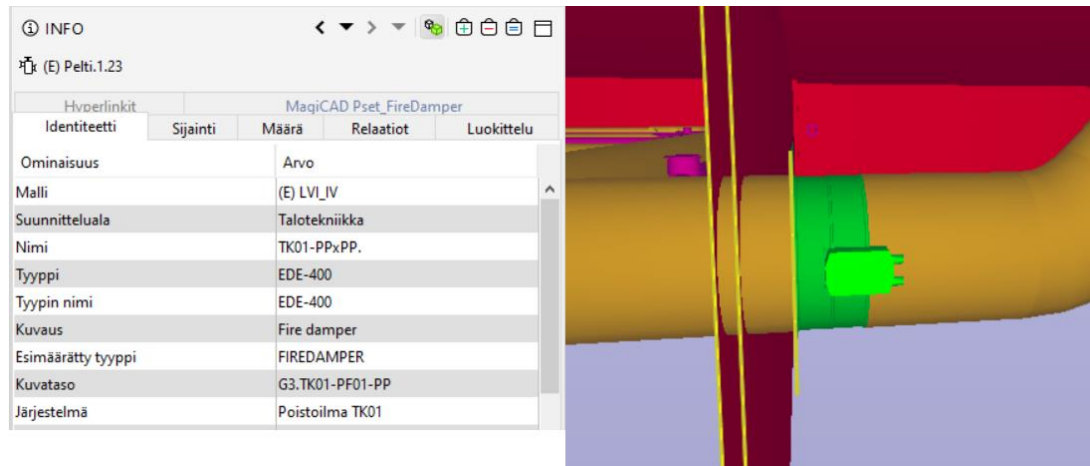 INFO
(E) Pelti.1.23
Hyperlinkit MagiCAD Pset_FireDamper
Identiteetti Sijainti Määrä Relaatiot Luokittelu
Ominaisuus Arvo
Malli (E) LVI_IV
Suunnitteluala Talotekniikka
Nimi TK01-PPxPP.
Tyyppi EDE-400
Tyypin nimi EDE-400
Kuvaus Fire damper
Esimäärätty tyyppi FIREDAMPER
Kuvataso G3.TK01-PF01-PP
Järjestelmä Poistoilma TK01